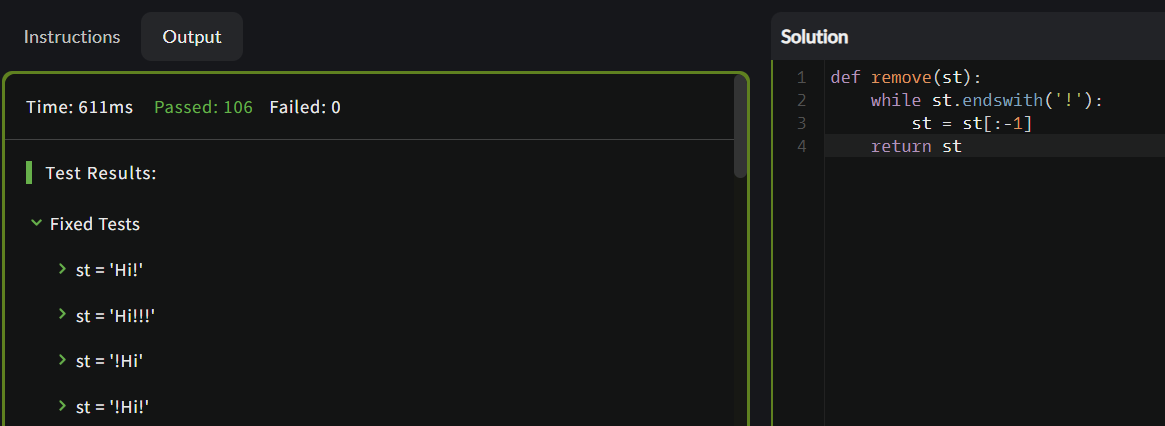 Instructions Output
Time: 611ms Passed: 106 Failed: 0
Test Results:
Fixed Tests
st = 'Hi!'
st = 'Hi!!!'
st = '!Hi'
st = '!Hi!'
Solution
1 def remove(st):
2     while st.endswith('!'):
3         st = st[:-1]
4     return st